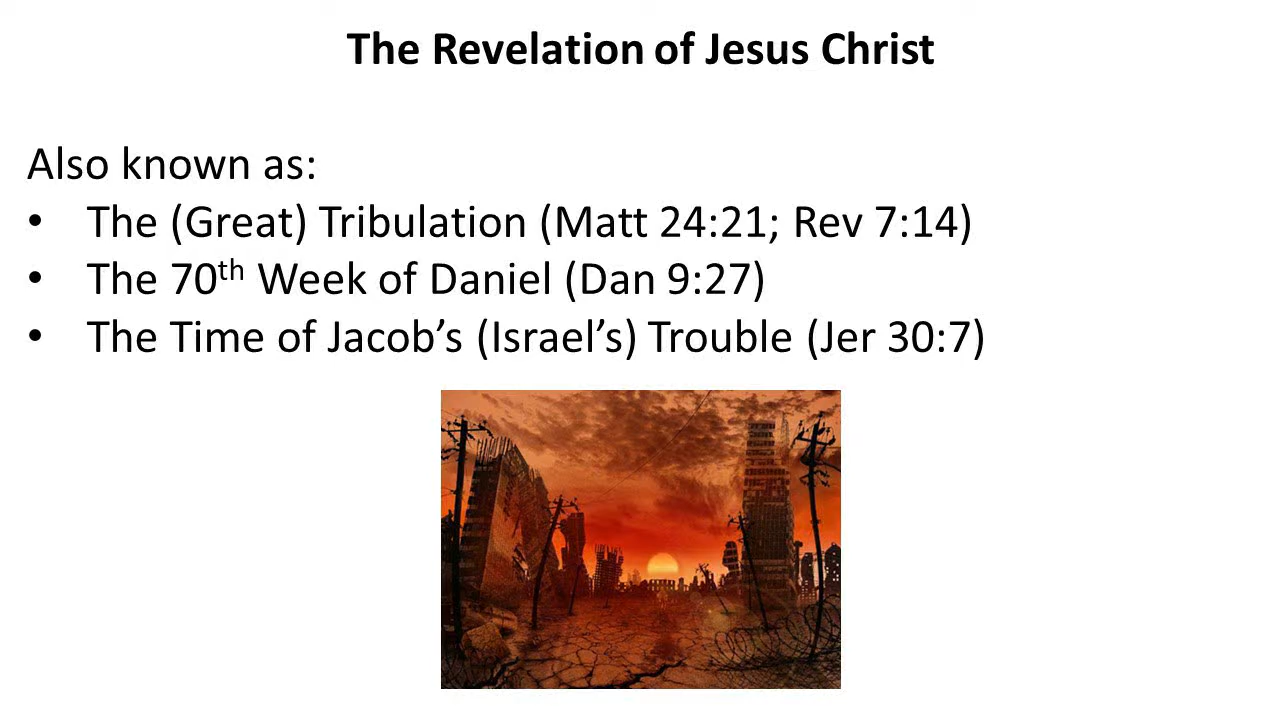 The Revelation of Jesus Christ
Also known as:
• The (Great) Tribulation (Matt 24:21; Rev 7:14)
• The 70th Week of Daniel (Dan 9:27)
• The Time of Jacob’s (Israel’s) Trouble (Jer 30:7)